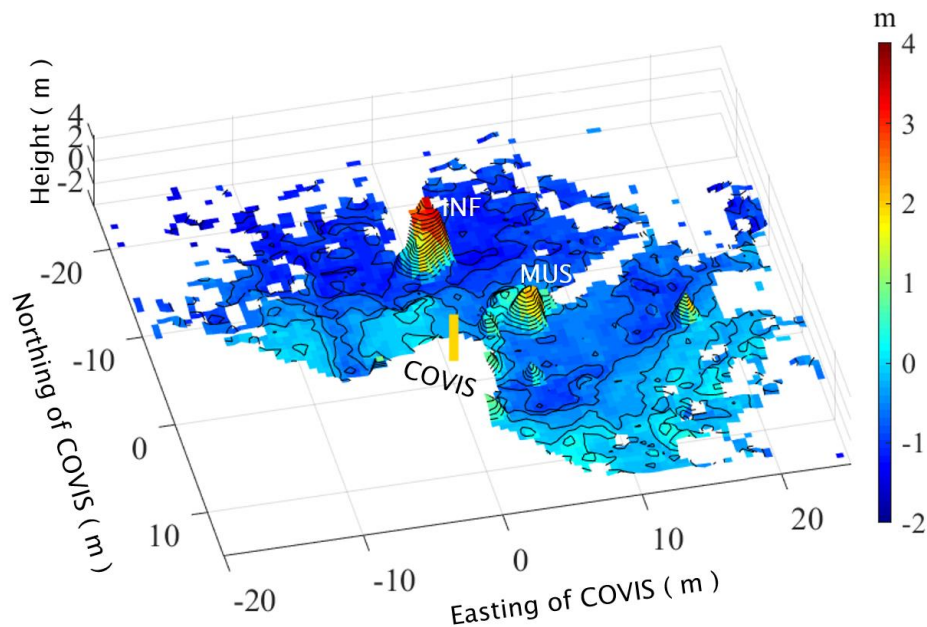 m
4
3
2
1
0
-1
-2
Height ( m )
4
2
0
-2
INF
MUS
COVIS
-20
-10
0
10
Northing of COVIS ( m )
-20
-10
0
10
20
Easting of COVIS ( m )